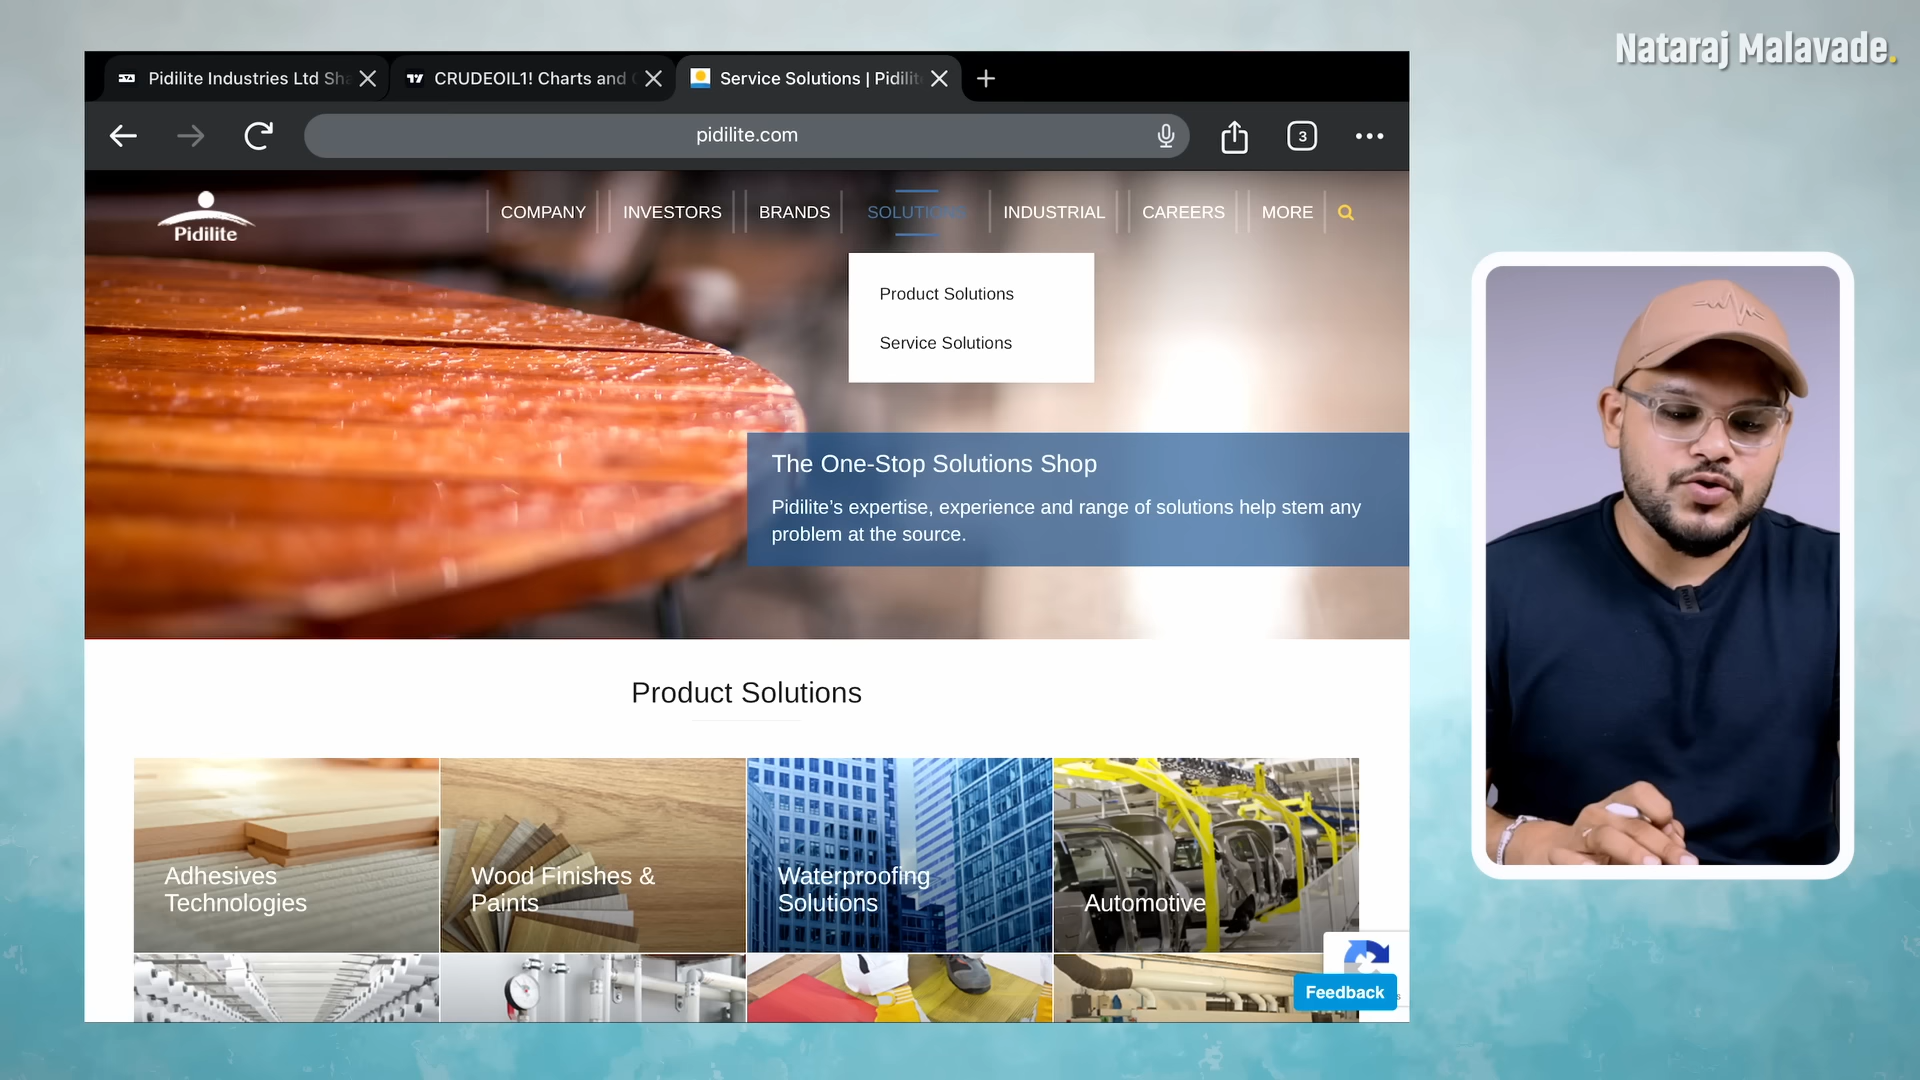 Nataraj Malavade.
Pidilite Industries Ltd Sha
CRUDEOIL1! Charts and
Service Solutions | Pidilit
pidilite.com
3
Pidilite
COMPANY
INVESTORS
BRANDS
SOLUTIONS
INDUSTRIAL
CAREERS
MORE
Product Solutions
Service Solutions
The One-Stop Solutions Shop
Pidilite’s expertise, experience and range of solutions help stem any
problem at the source.
Product Solutions
Adhesives
Technologies
Wood Finishes &
Paints
Waterproofing
Solutions
Automotive
Feedback